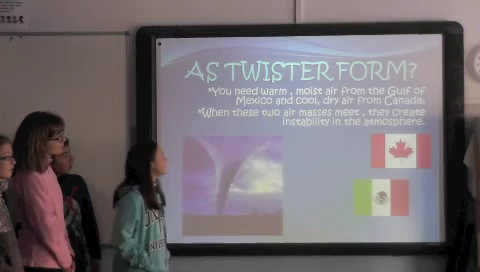 AS TWISTER FORM?
*You need warm , moist air from the Gulf of
Mexico and cool, dry air from Canada.
*When these two air masses meet , they create
instability in the atmosphere.